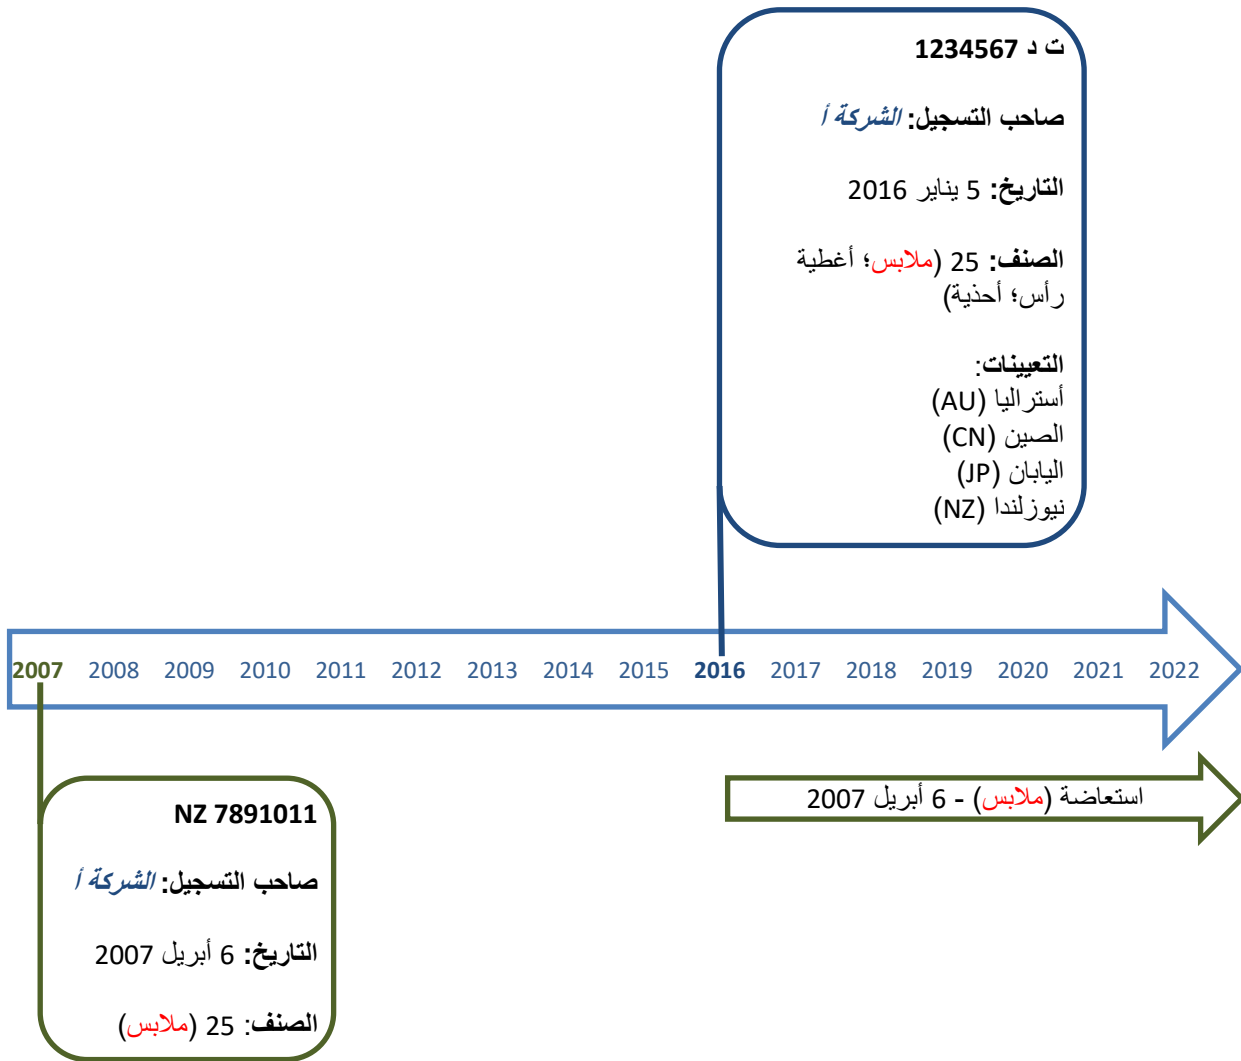 ت د 1234567
صاحب التسجيل: الشركة أ
التاريخ: 5 يناير 2016
الصنف: 25 (ملابس؛ أغطية
رأس؛ أحذية)
التعيينات:
أستراليا (AU)
الصين (CN)
اليابان (JP)
نيوزلندا (NZ)
2007 2008 2009 2010 2011 2012 2013 2014 2015 2016 2017 2018 2019 2020 2021 2022
استعاضة (ملابس) - 6 أبريل 2007
NZ 7891011
صاحب التسجيل: الشركة أ
التاريخ: 6 أبريل 2007
الصنف: 25 (ملابس)